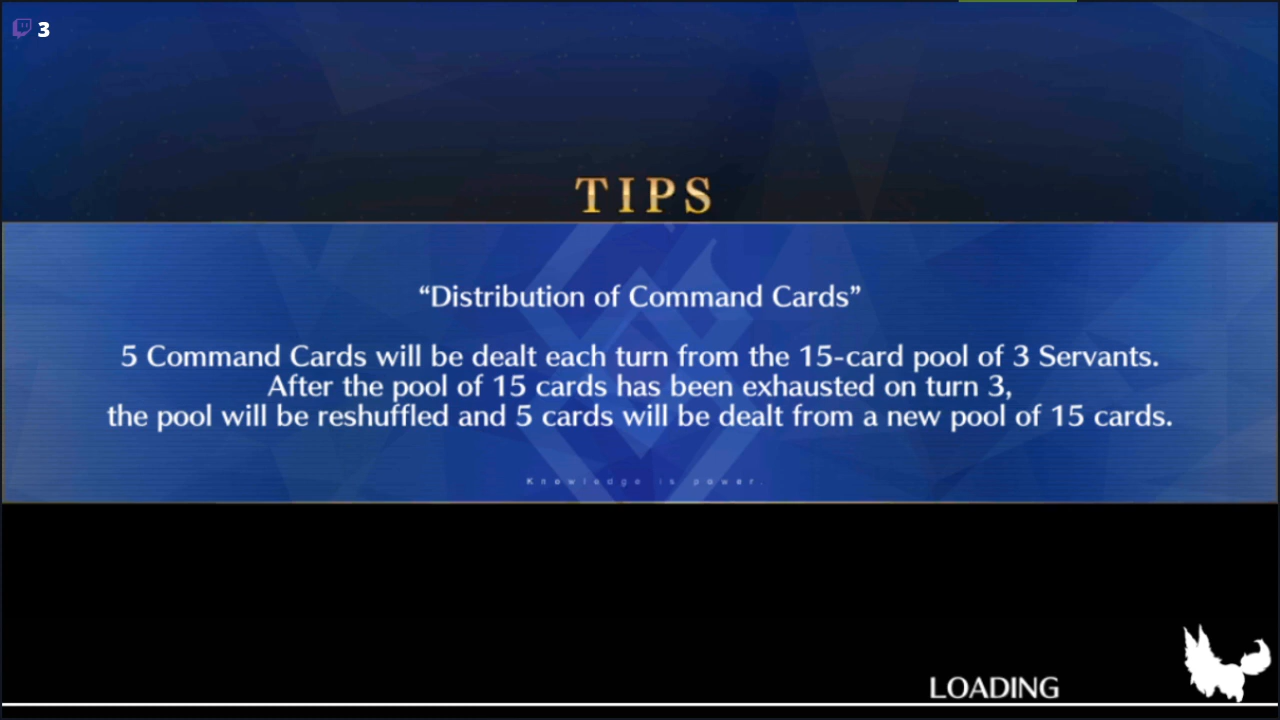 3
TIPS
“Distribution of Command Cards”
5 Command Cards will be dealt each turn from the 15-card pool of 3 Servants.
After the pool of 15 cards has been exhausted on turn 3,
the pool will be reshuffled and 5 cards will be dealt from a new pool of 15 cards.
Knowledge is power.
LOADING